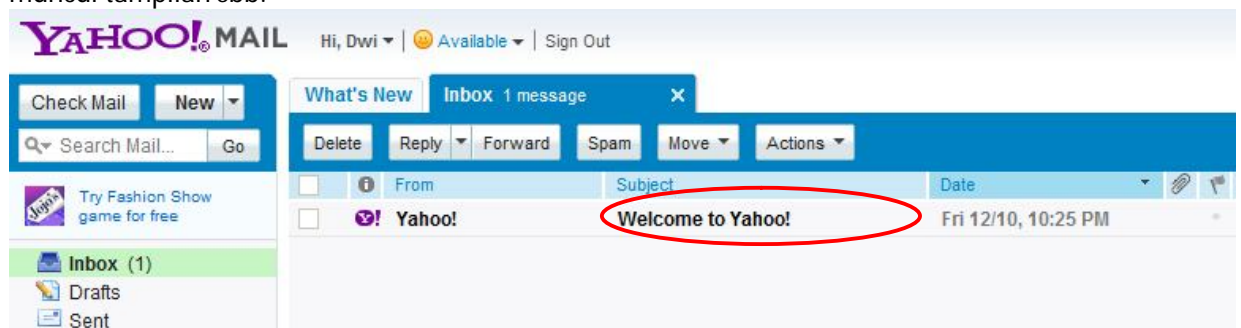 YAHOO!® MAIL Hi, Dwi | Available | Sign Out
Check Mail New What's New Inbox 1 message X
Search Mail... Go Delete Reply Forward Spam Move Actions
From Subject Date
Try Fashion Show
game for free
Jojo's
Y! Yahoo! Welcome to Yahoo! Fri 12/10, 10:25 PM
Inbox (1)
Drafts
Sent